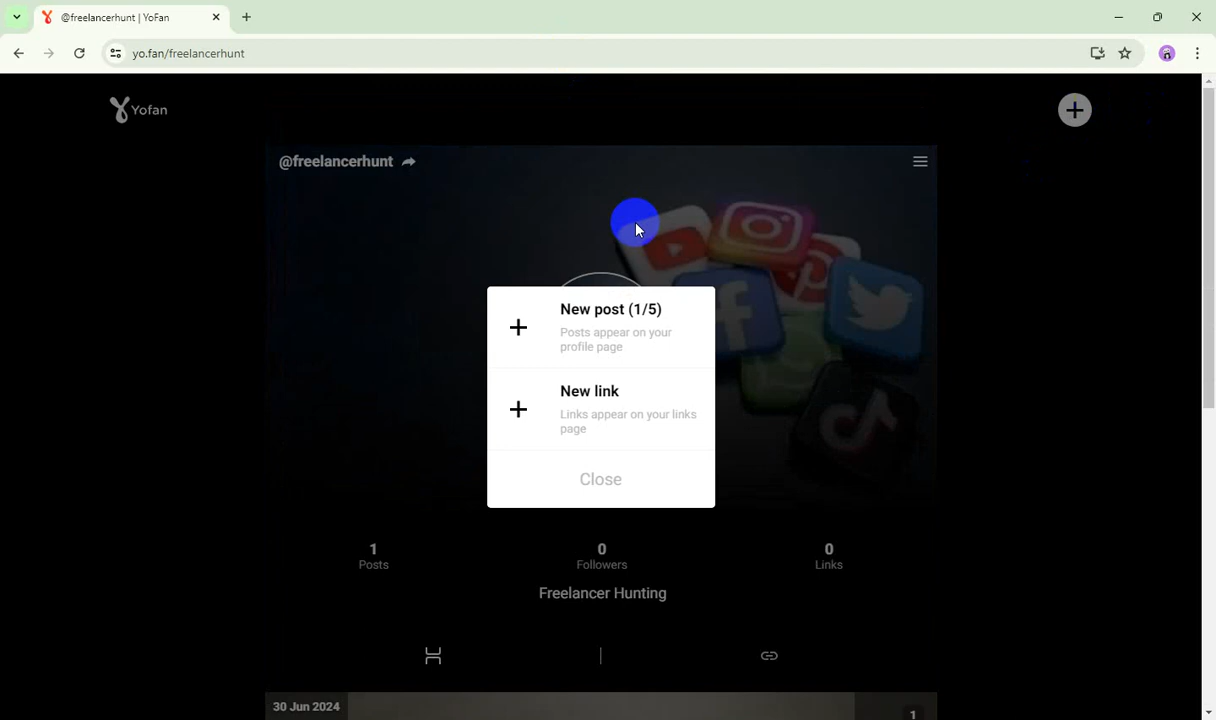 @freelancerhunt | YoFan
yo.fan/freelancerhunt
Yofan
@freelancerhunt
New post (1/5)
Posts appear on your
profile page
New link
Links appear on your links
page
Close
1
Posts
0
Followers
0
Links
Freelancer Hunting
30 Jun 2024
1